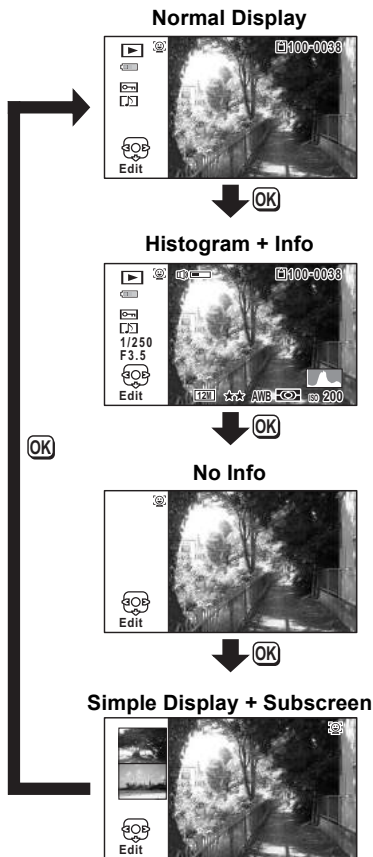 Normal Display
100-0038
Edit
OK
Histogram + Info
100-0038
1/250
F3.5
Edit
12M AWB ISO 200
OK
OK
No Info
Edit
OK
Simple Display + Subscreen
Edit